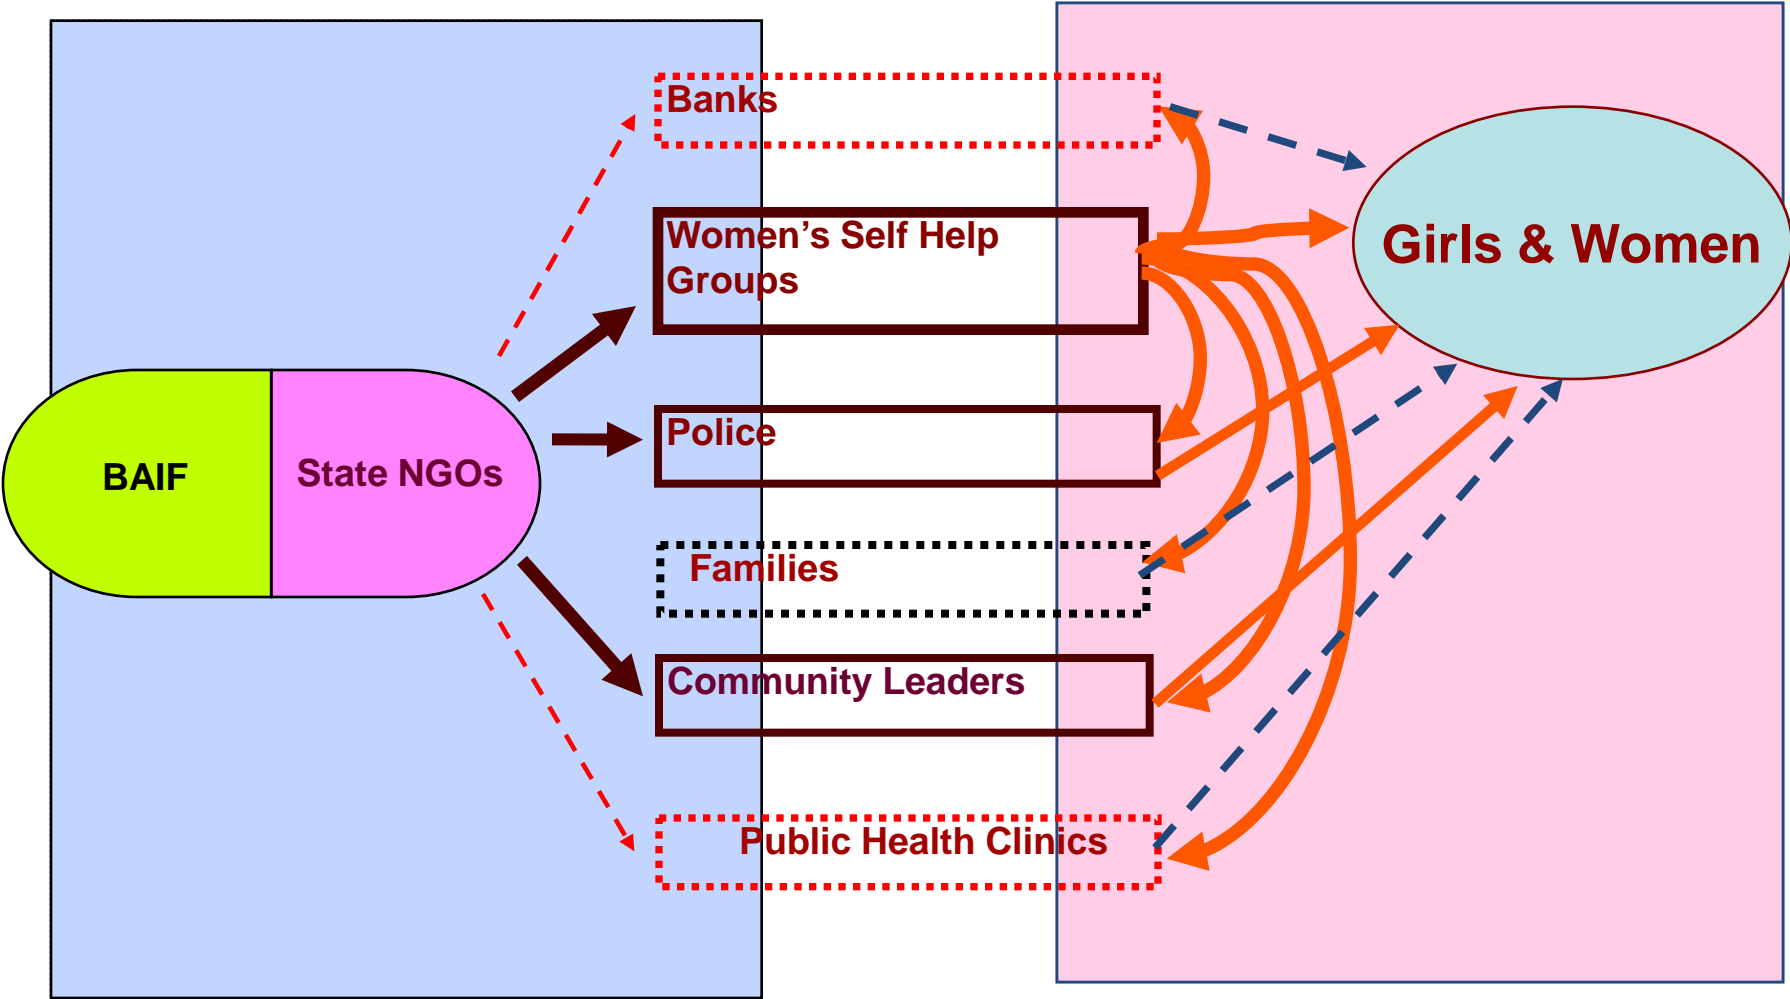 Banks
Women’s Self Help
Groups
Girls & Women
Police
BAIF
State NGOs
Families
Community Leaders
Public Health Clinics